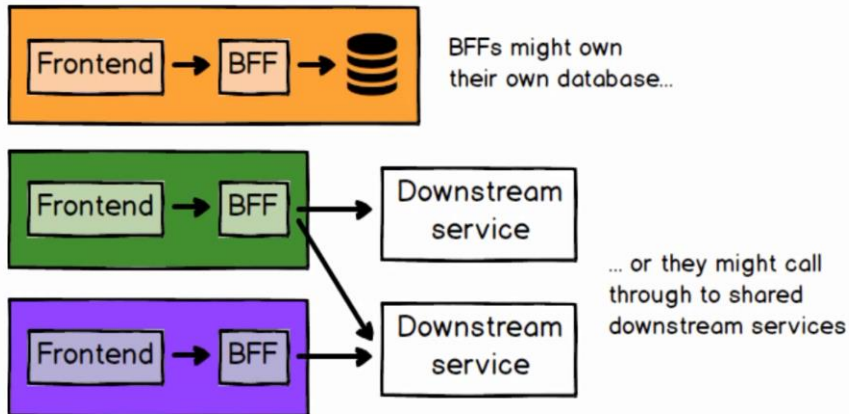 Frontend
BFF
BFFs might own
their own database...
Frontend
BFF
Downstream
service
... or they might call
through to shared
downstream services
Frontend
BFF
Downstream
service